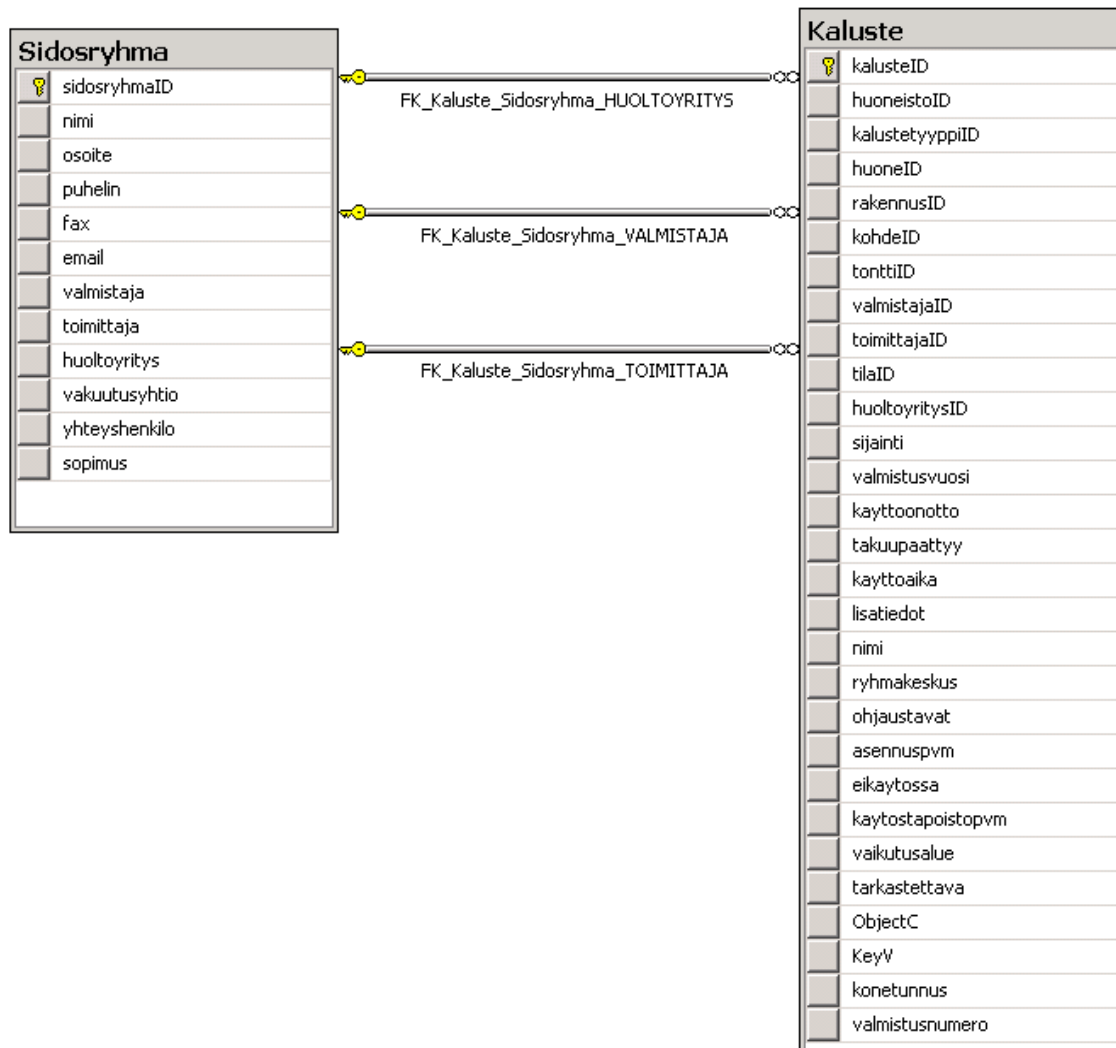 Sidosryhma
sidosryhmaID
nimi
osoite
puhelin
fax
email
valmistaja
toimittaja
huoltoyritys
vakuutusyhtio
yhteyshenkilo
sopimus
FK_Kaluste_Sidosryhma_HUOLTOYRITYS
FK_Kaluste_Sidosryhma_VALMISTAJA
FK_Kaluste_Sidosryhma_TOIMITTAJA
Kaluste
kalusteID
huoneistoID
kalustetyyppiID
huoneID
rakennusID
kohdeID
tonttiID
valmistajaID
toimittajaID
tilaID
huoltoyritysID
sijainti
valmistusvuosi
kayttoonotto
takuupaattyy
kayttoaika
lisatiedot
nimi
ryhmakeskus
ohjaustavat
asennuspvm
eikaytossa
kaytostapoistopvm
vaikutusalue
tarkastettava
ObjectC
KeyV
konetunnus
valmistusnumero